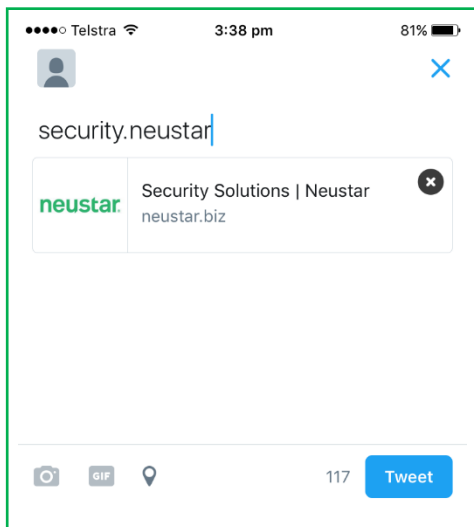 Telstra 3:38 pm 81%
security.neustar
neustar.
Security Solutions | Neustar
neustar.biz
GIF 117 Tweet